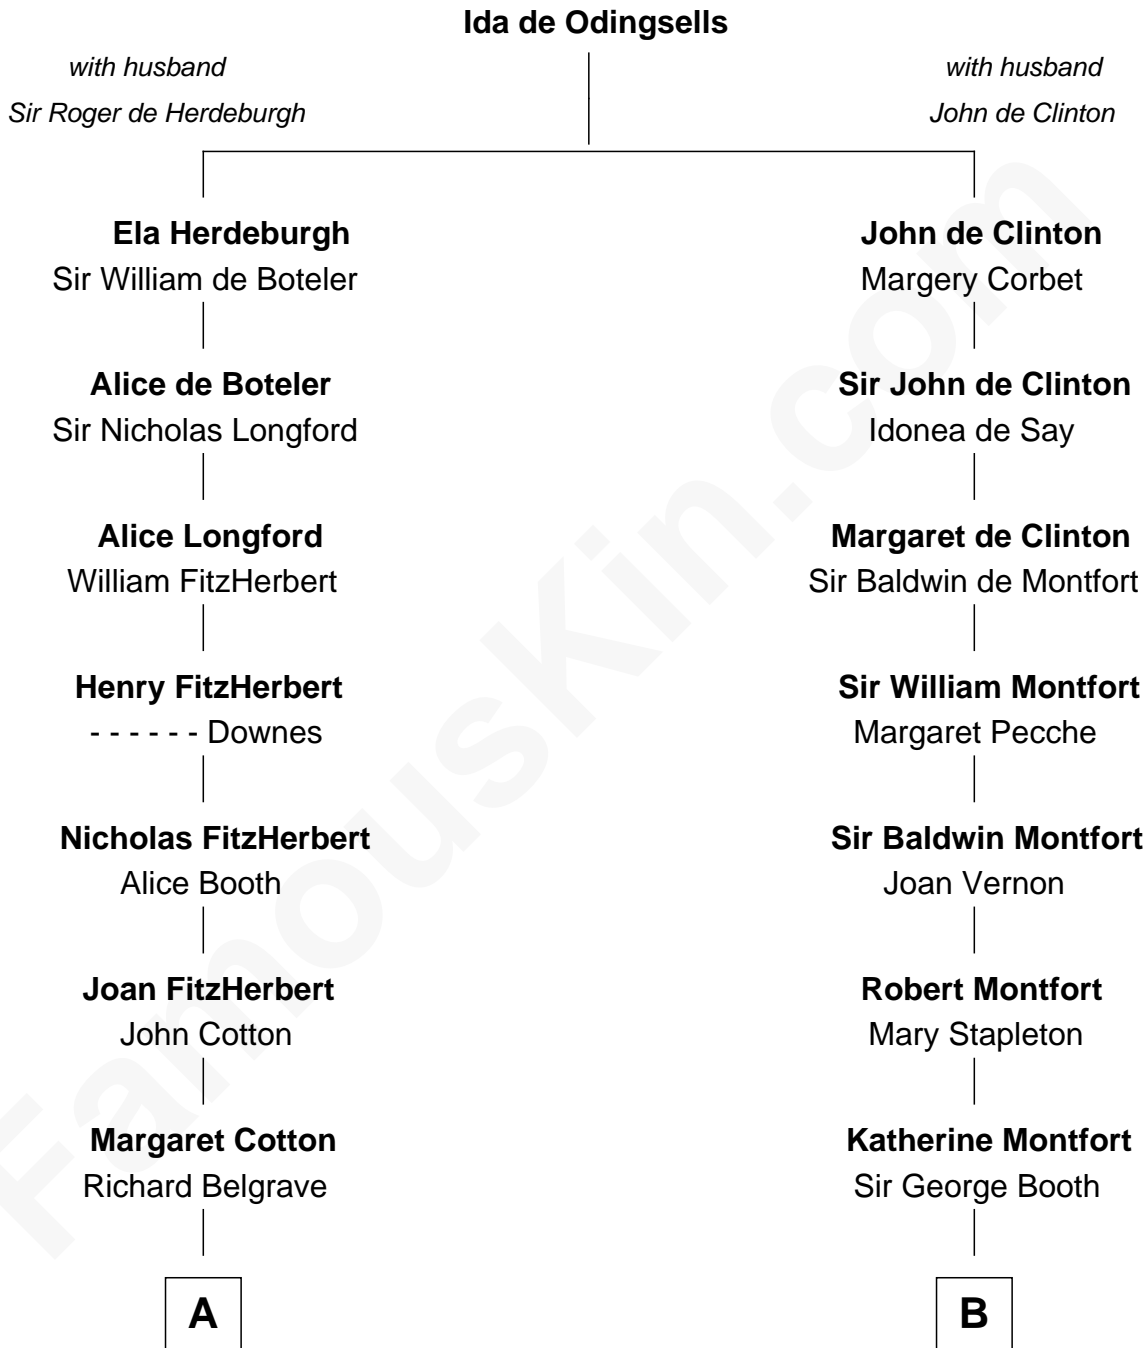 Ida de Odingsells
with husband
Sir Roger de Herdeburgh
with husband
John de Clinton
Ela Herdeburgh
Sir William de Boteler
John de Clinton
Margery Corbet
Alice de Boteler
Sir Nicholas Longford
Sir John de Clinton
Idonea de Say
Alice Longford
William FitzHerbert
Margaret de Clinton
Sir Baldwin de Montfort
Henry FitzHerbert
- - - - - - Downes
Sir William Montfort
Margaret Pecche
Nicholas FitzHerbert
Alice Booth
Sir Baldwin Montfort
Joan Vernon
Joan FitzHerbert
John Cotton
Robert Montfort
Mary Stapleton
Margaret Cotton
Richard Belgrave
Katherine Montfort
Sir George Booth
A
B
FamousKin.com